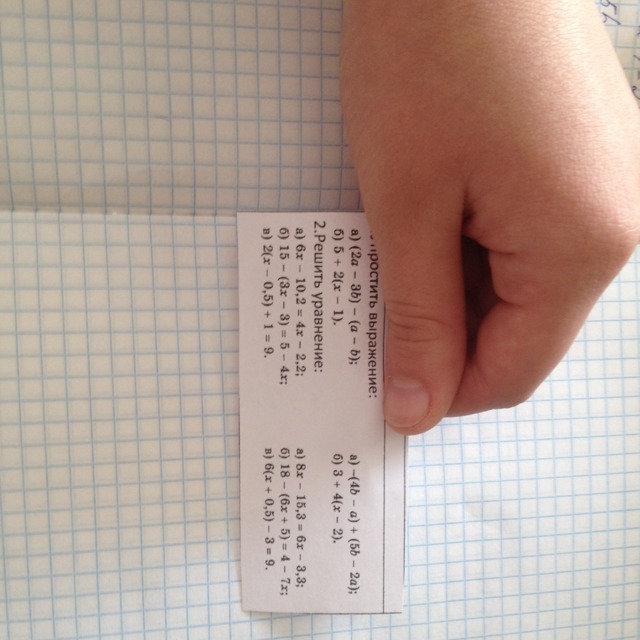 простить выражение:
а) (2a − 3b) − (a − b);
б) 5 + 2(x − 1).
а) −(4b − a) + (5b − 2a);
б) 3 + 4(x − 2).
2.Решить уравнение:
а) 6x − 10,2 = 4x − 2,2;
б) 15 − (3x − 3) = 5 − 4x;
в) 2(x − 0,5) + 1 = 9.
а) 8x − 15,3 = 6x − 3,3;
б) 18 − (6x + 5) = 4 − 7x;
в) 6(x + 0,5) − 3 = 9.